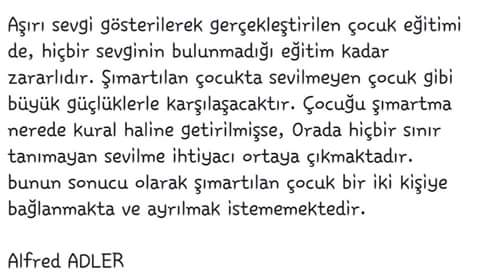 Aşırı sevgi gösterilerek gerçekleştirilen çocuk eğitimi
de, hiçbir sevginin bulunmadığı eğitim kadar
zararlıdır. Şımartılan çocukta sevilmeyen çocuk gibi
büyük güçlüklerle karşılaşacaktır. Çocuğu şımartma
nerede kural haline getirilmişse, Orada hiçbir sınır
tanımayan sevilme ihtiyacı ortaya çıkmaktadır.
bunun sonucu olarak şımartılan çocuk bir iki kişiye
bağlanmakta ve ayrılmak istememektedir.
Alfred ADLER